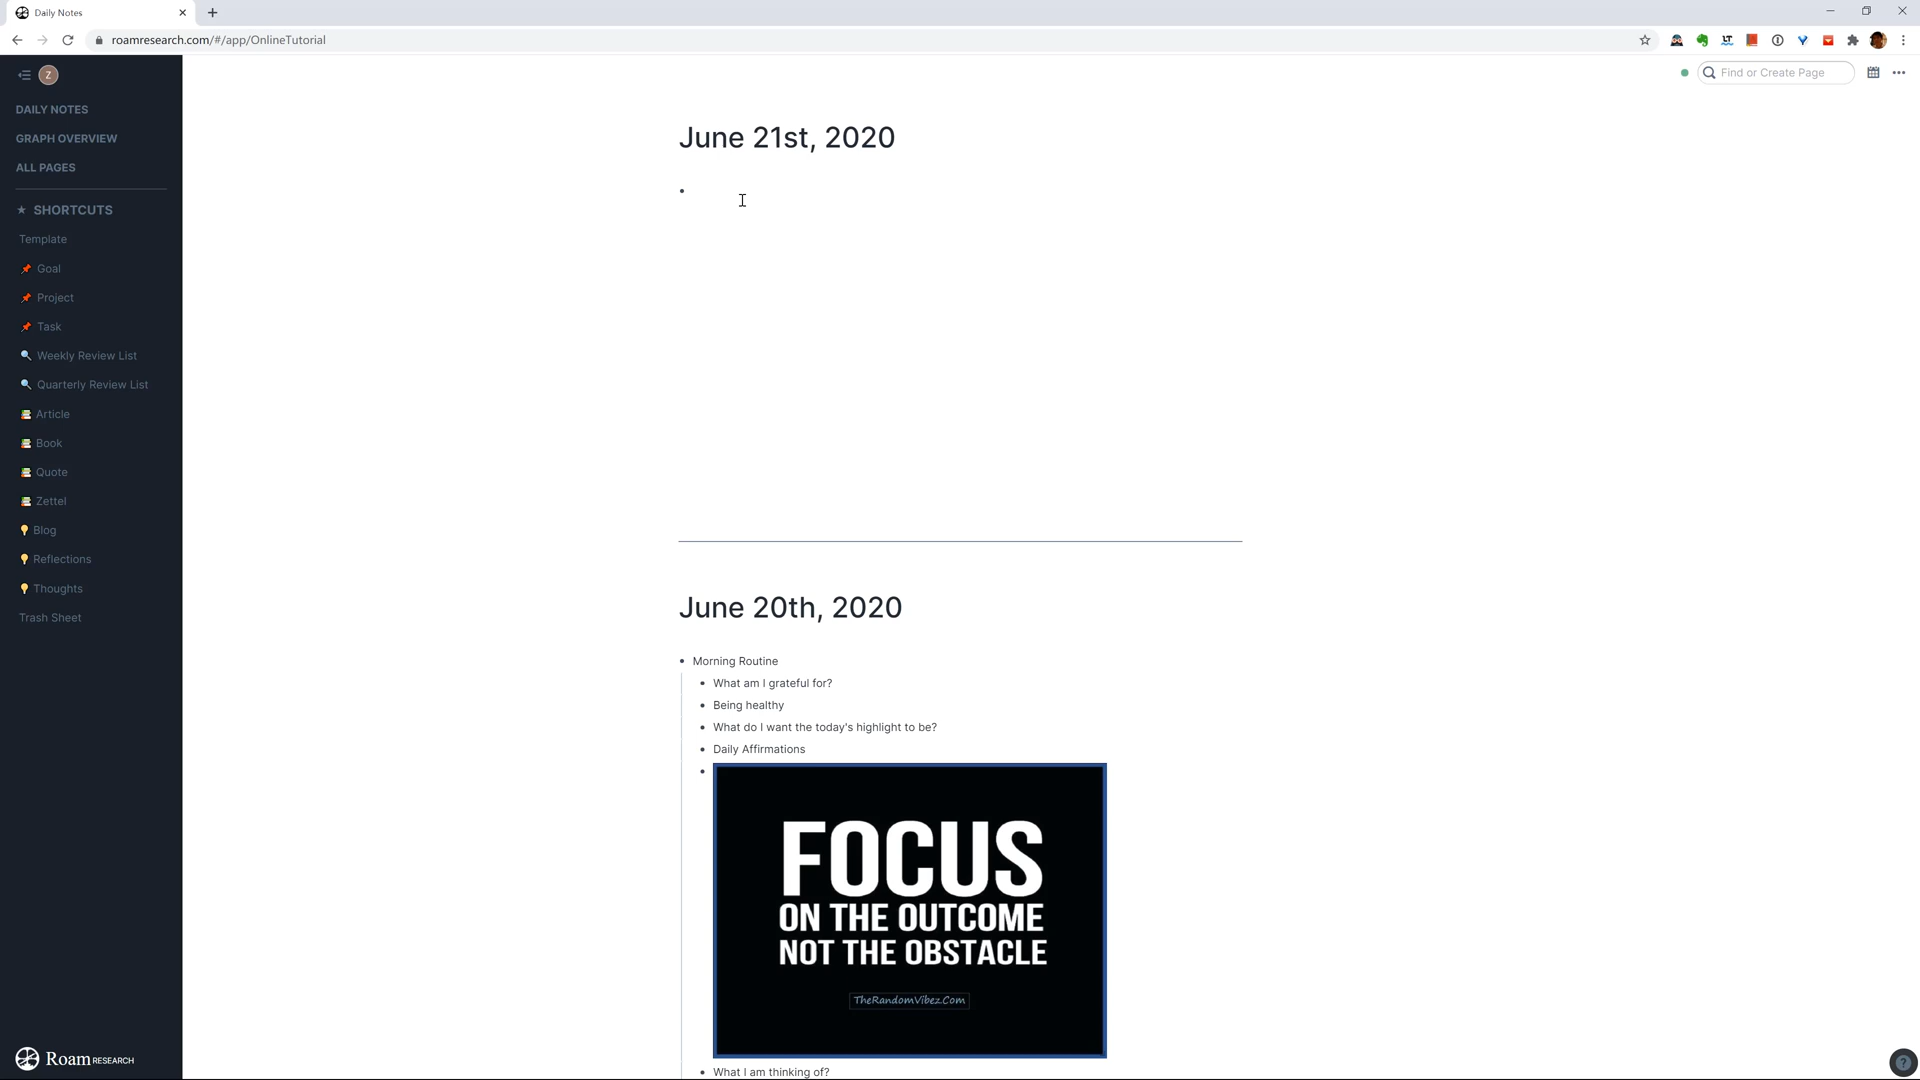 Daily Notes
roamresearch.com/#/app/OnlineTutorial
Z
Find or Create Page
DAILY NOTES
GRAPH OVERVIEW
ALL PAGES
SHORTCUTS
Template
Goal
Project
Task
Weekly Review List
Quarterly Review List
Article
Book
Quote
Zettel
Blog
Reflections
Thoughts
Trash Sheet
Roam RESEARCH
June 21st, 2020
June 20th, 2020
Morning Routine
What am I grateful for?
Being healthy
What do I want the today's highlight to be?
Daily Affirmations
FOCUS
ON THE OUTCOME
NOT THE OBSTACLE
TheRandomVibez.Com
What I am thinking of?
?